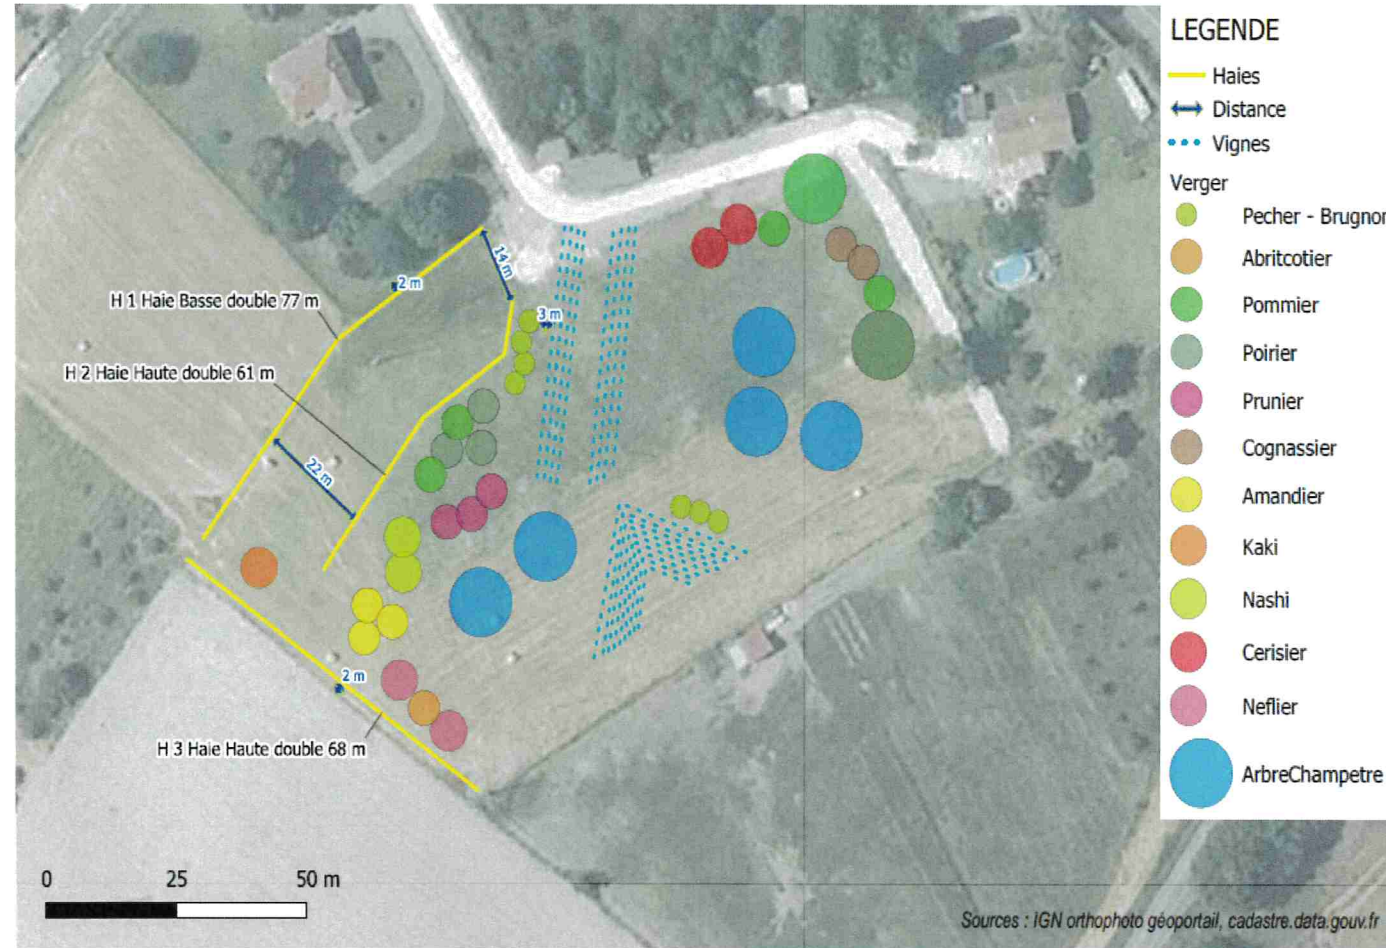 LEGENDE
Haies
Distance
Vignes
Verger
Pecher - Brugnon
Abritcotier
Pommier
Poirier
Prunier
Cognassier
Amandier
Kaki
Nashi
Cerisier
Neflier
ArbreChampetre
14 m
2 m
H 1 Haie Basse double 77 m
3 m
H 2 Haie Haute double 61 m
22 m
2 m
H 3 Haie Haute double 68 m
0 25 50 m
Sources : IGN orthophoto géoportail, cadastre.data.gouv.fr